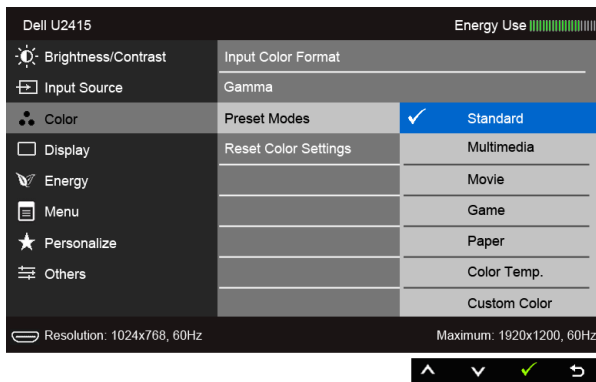 Dell U2415 Energy Use
Brightness/Contrast Input Color Format
Input Source Gamma
Color Preset Modes Standard
Display Reset Color Settings Multimedia
Energy Movie
Menu Game
Personalize Paper
Others Color Temp.
Custom Color
Resolution: 1024x768, 60Hz Maximum: 1920x1200, 60Hz